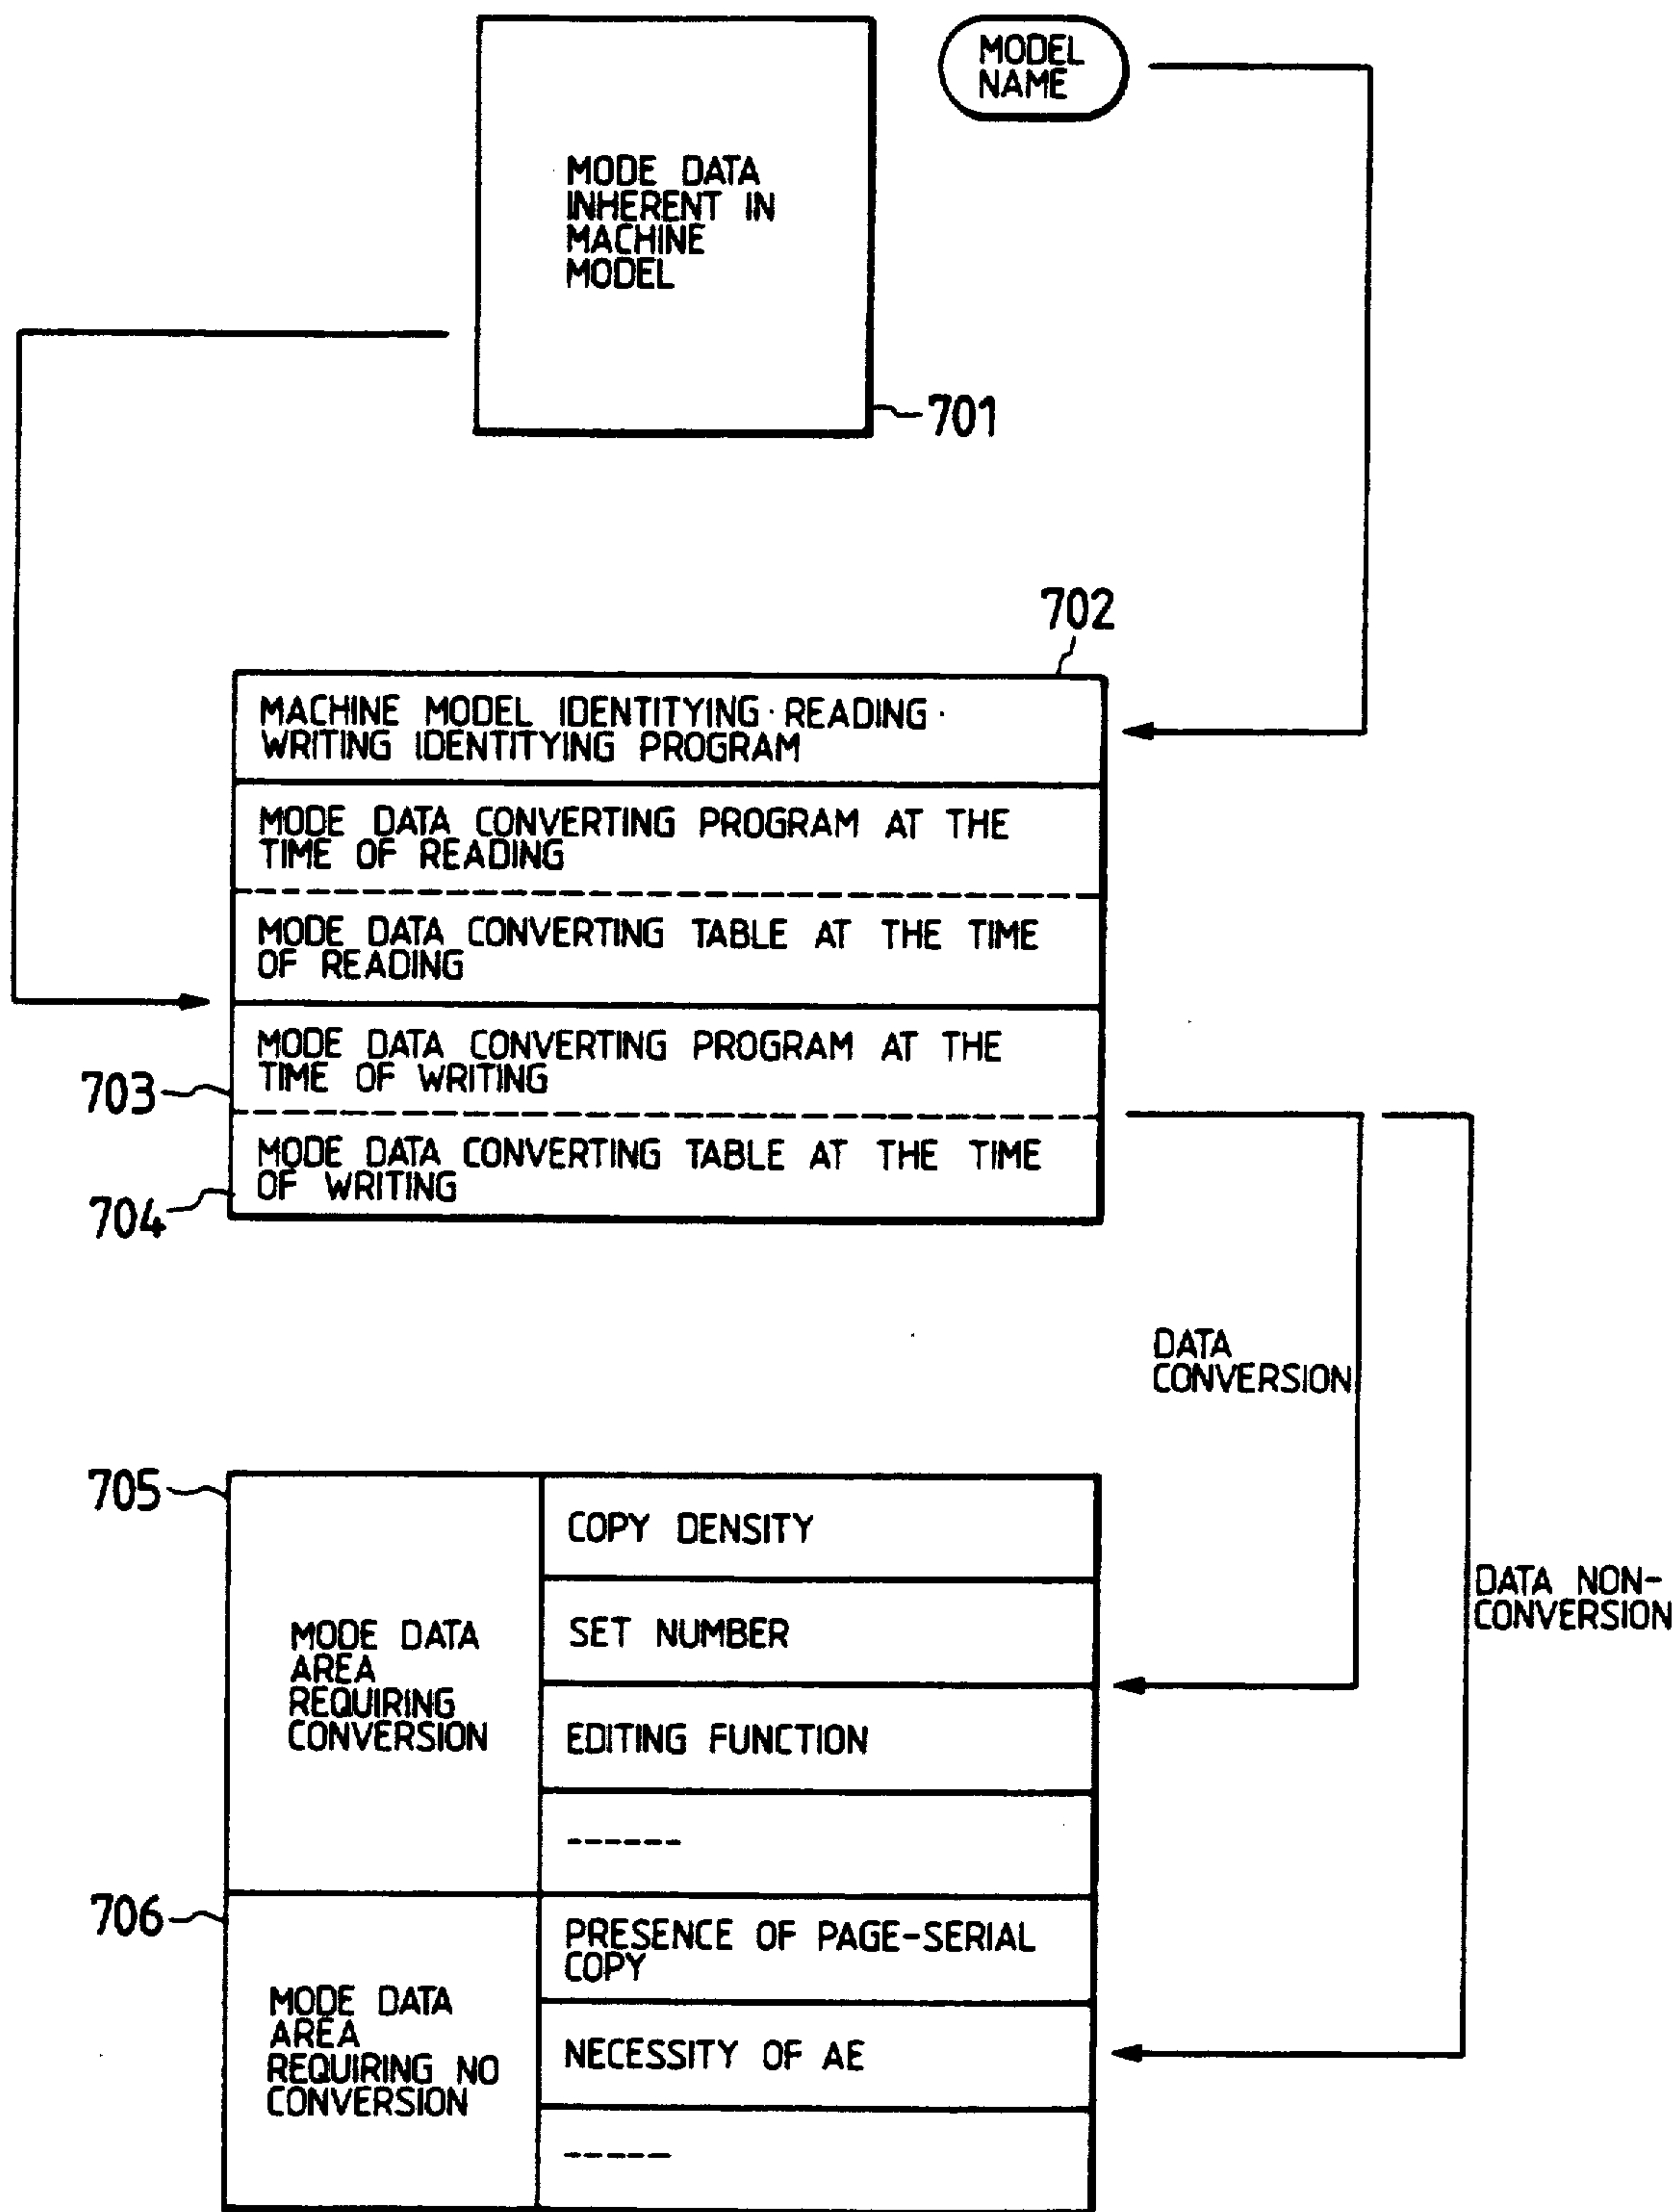 MODEL
NAME
MODE DATA
INHERENT IN
MACHINE
MODEL
701
702
MACHINE MODEL IDENTITYING · READING ·
WRITING IDENTITYING PROGRAM
MODE DATA CONVERTING PROGRAM AT THE
TIME OF READING
MODE DATA CONVERTING TABLE AT THE TIME
OF READING
MODE DATA CONVERTING PROGRAM AT THE
TIME OF WRITING
703
MODE DATA CONVERTING TABLE AT THE TIME
OF WRITING
704
DATA
CONVERSION
DATA NON-
CONVERSION
705
MODE DATA
AREA
REQUIRING
CONVERSION
COPY DENSITY
SET NUMBER
EDITING FUNCTION
------
706
MODE DATA
AREA
REQUIRING NO
CONVERSION
PRESENCE OF PAGE-SERIAL
COPY
NECESSITY OF AE
------